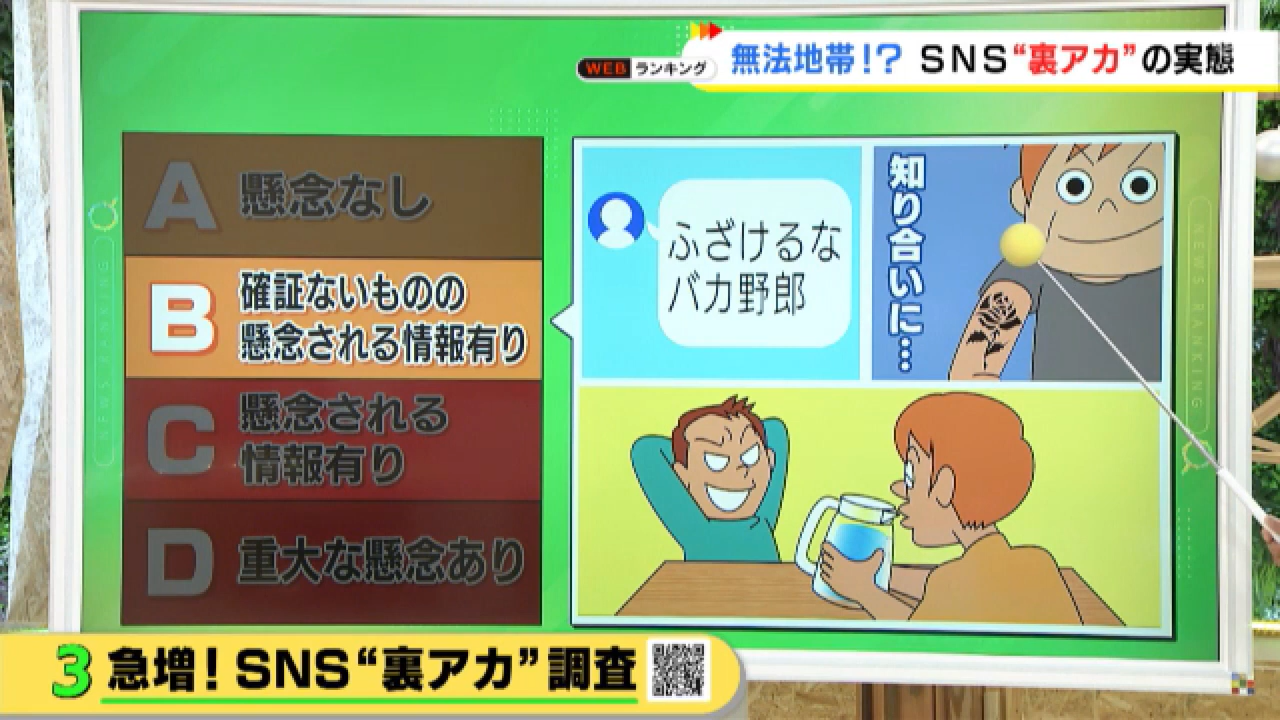 WEB ランキング
無法地帯!? SNS“裏アカ”の実態
A 懸念なし
B 確証ないものの
懸念される情報有り
C 懸念される
情報有り
D 重大な懸念あり
ふざけるな
バカ野郎
知り合いに…
NEWS RANKING
NEWS RANKING
3 急増!SNS“裏アカ”調査